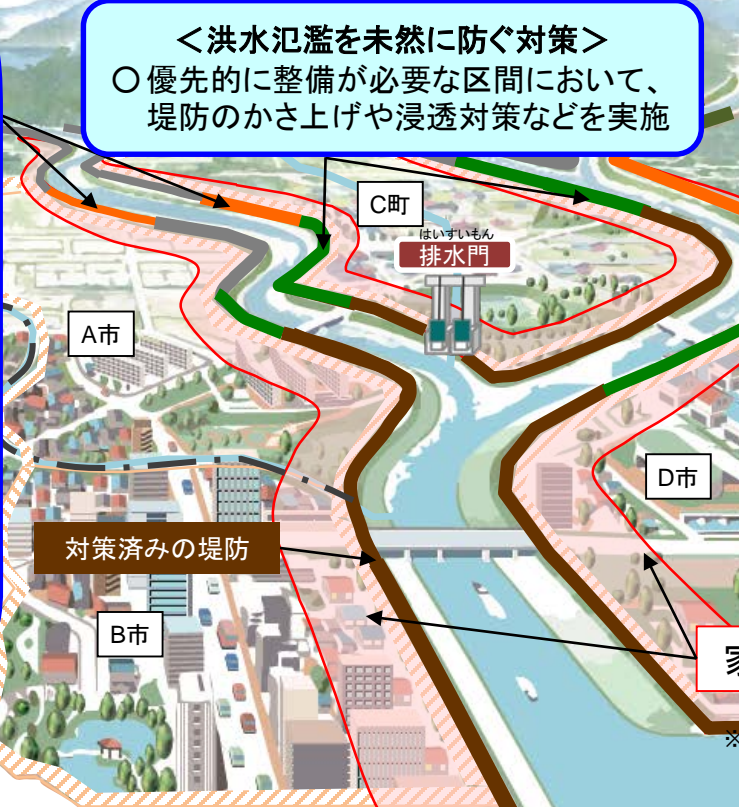 ＜洪水氾濫を未然に防ぐ対策＞
○優先的に整備が必要な区間において、
堤防のかさ上げや浸透対策などを実施
C町
はいすいもん
排水門
A市
D市
対策済みの堤防
B市
家
※